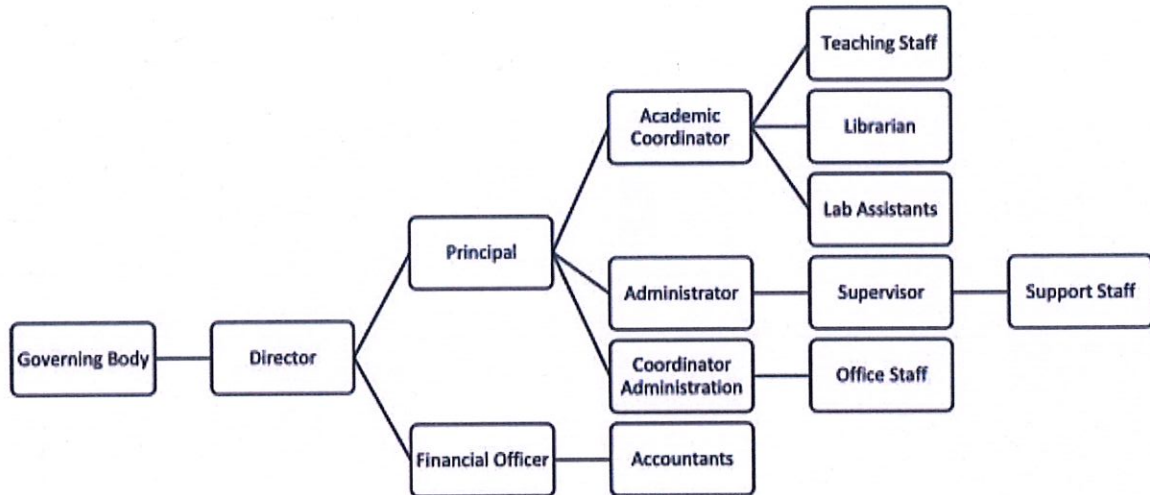 Teaching Staff
Academic
Coordinator
Librarian
Lab Assistants
Principal
Administrator
Supervisor
Support Staff
Governing Body
Director
Coordinator
Administration
Office Staff
Financial Officer
Accountants